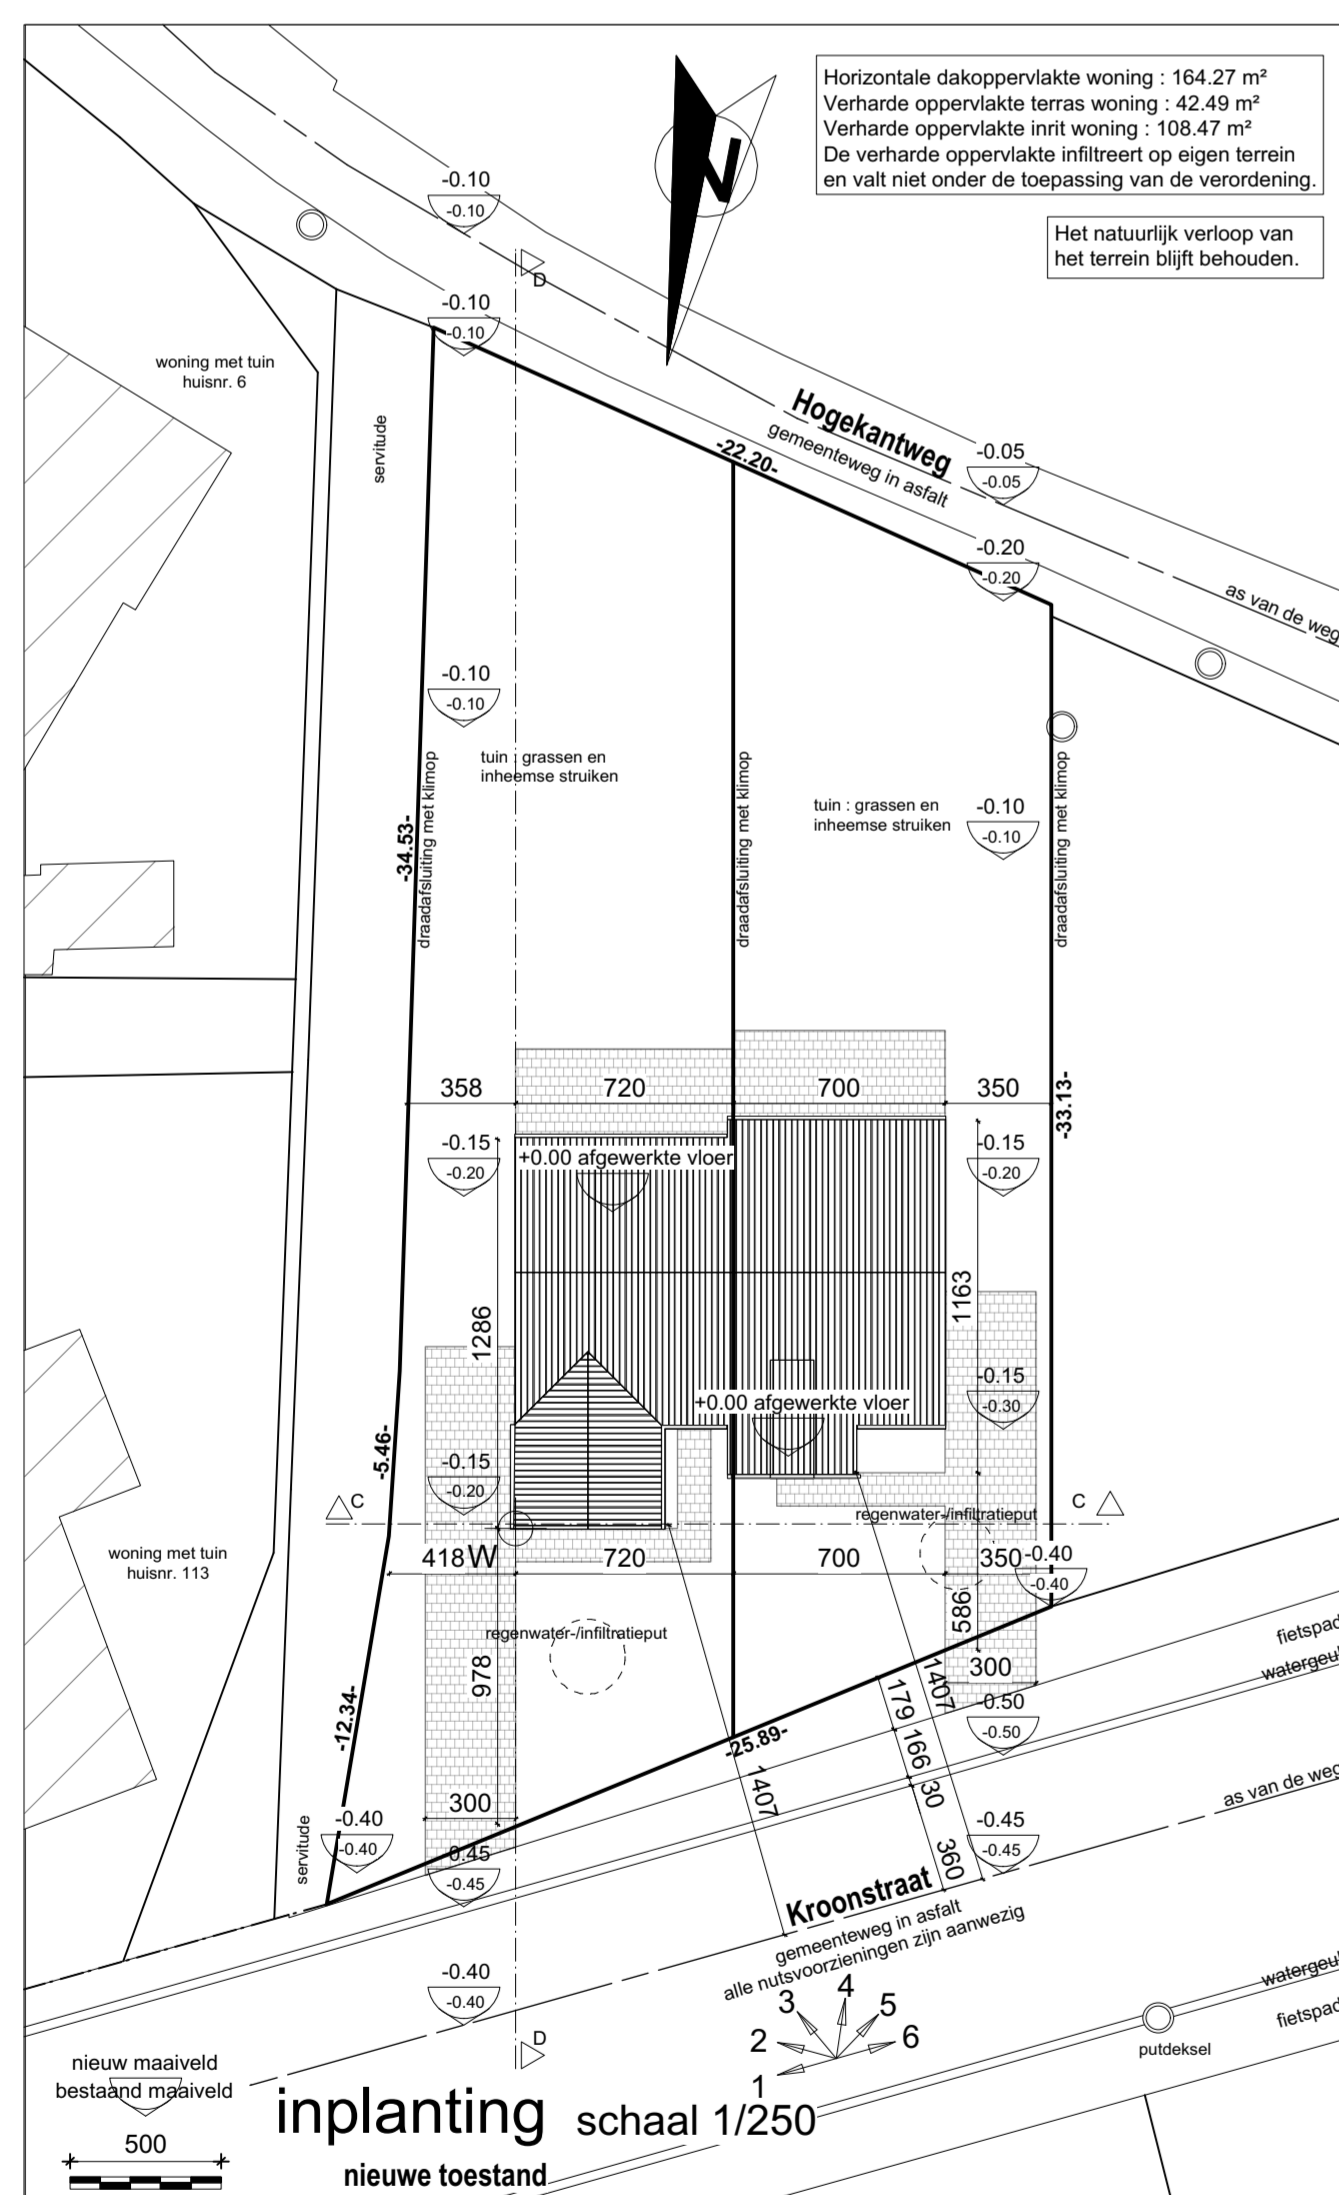 Horizontale dakoppervlakte woning : 164.27 m²
Verharde oppervlakte terras woning : 42.49 m²
Verharde oppervlakte inrit woning : 108.47 m²
De verharde oppervlakte infiltreert op eigen terrein
en valt niet onder de toepassing van de verordening.
Het natuurlijk verloop van
het terrein blijft behouden.
N
-0.10
-0.10
D
-0.10
-0.10
woning met tuin
huisnr. 6
servitude
Hogekantweg
gemeenteweg in asfalt
-22.20-
-0.05
-0.05
-0.20
-0.20
as van de weg
-0.10
-0.10
tuin : grassen en
inheemse struiken
draadafsluiting met klimop
-34.53-
draadafsluiting met klimop
tuin : grassen en
inheemse struiken
-0.10
-0.10
draadafsluiting met klimop
358
720
700
350
-33.13-
-0.15
-0.20
+0.00 afgewerkte vloer
-0.15
-0.20
1286
1163
-0.15
-0.30
+0.00 afgewerkte vloer
-5.46-
-0.15
-0.20
C
C
regenwater-/infiltratieput
418
W
720
700
350
-0.40
-0.40
woning met tuin
huisnr. 113
586
regenwater-/infiltratieput
978
fietspad
watergeul
300
1407
179
-0.50
-0.50
-12.34-
-25.89-
166
30
1407
as van de weg
300
-0.40
-0.40
servitude
-0.45
-0.45
-0.45
-0.45
360
Kroonstraat
gemeenteweg in asfalt
alle nutsvoorzieningen zijn aanwezig
-0.40
-0.40
D
watergeul
fietspad
putdeksel
1
2
3
4
5
6
nieuw maaiveld
bestaand maaiveld
500
inplanting schaal 1/250
nieuwe toestand